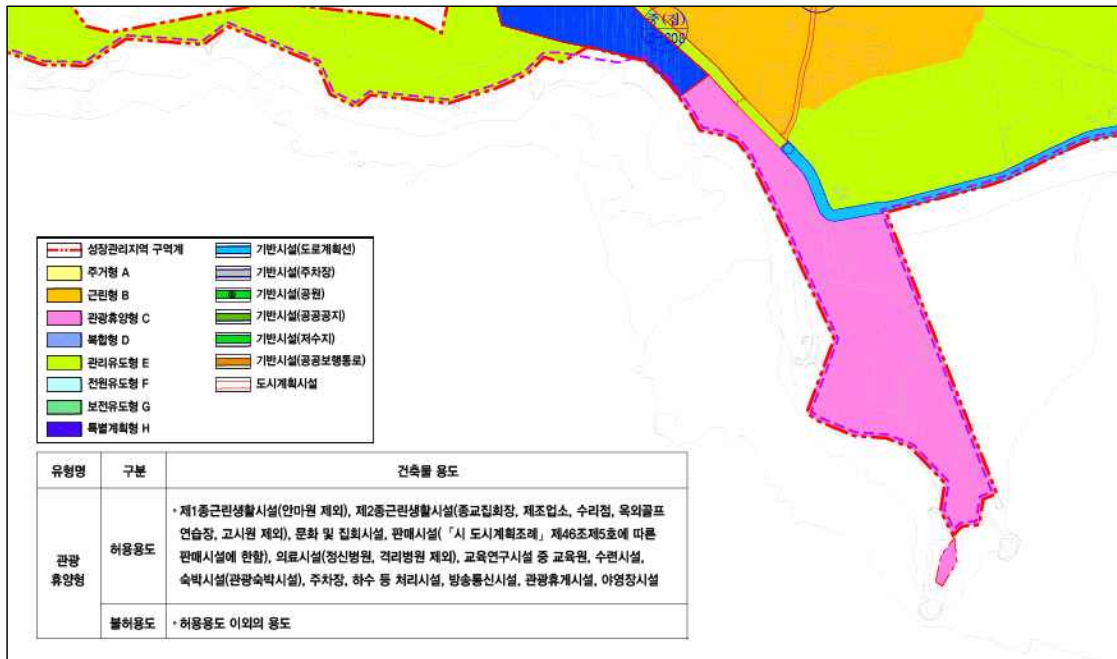 중(집)
성장관리지역 구역계
주거형 A
근린형 B
관광휴양형 C
복합형 D
관리유도형 E
전원유도형 F
보전유도형 G
특별계획형 H
기반시설(도로계획선)
기반시설(주차장)
기반시설(공원)
기반시설(공공공지)
기반시설(저수지)
기반시설(공공보행통로)
도시계획시설
유형명 구분 건축물 용도
관광
휴양형
허용용도
◦ 제1종근린생활시설(안마원 제외), 제2종근린생활시설(종교집회장, 제조업소, 수리점, 옥외골프
연습장, 고시원 제외), 문화 및 집회시설, 판매시설(「시 도시계획조례」 제46조제5호에 따른
판매시설에 한함), 의료시설(정신병원, 격리병원 제외), 교육연구시설 중 교육원, 수련시설,
숙박시설(관광숙박시설), 주차장, 하수 등 처리시설, 방송통신시설, 관광휴게시설, 야영장시설
불허용도 ◦ 허용용도 이외의 용도